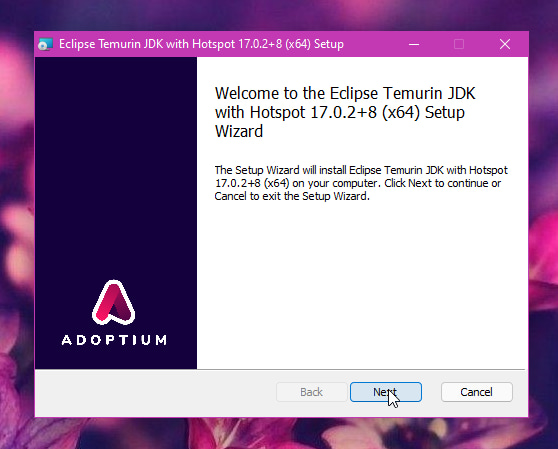 Eclipse Temurin JDK with Hotspot 17.0.2+8 (x64) Setup
Welcome to the Eclipse Temurin JDK
with Hotspot 17.0.2+8 (x64) Setup
Wizard
The Setup Wizard will install Eclipse Temurin JDK with Hotspot
17.0.2+8 (x64) on your computer. Click Next to continue or
Cancel to exit the Setup Wizard.
ADOPTIUM
Back Next Cancel